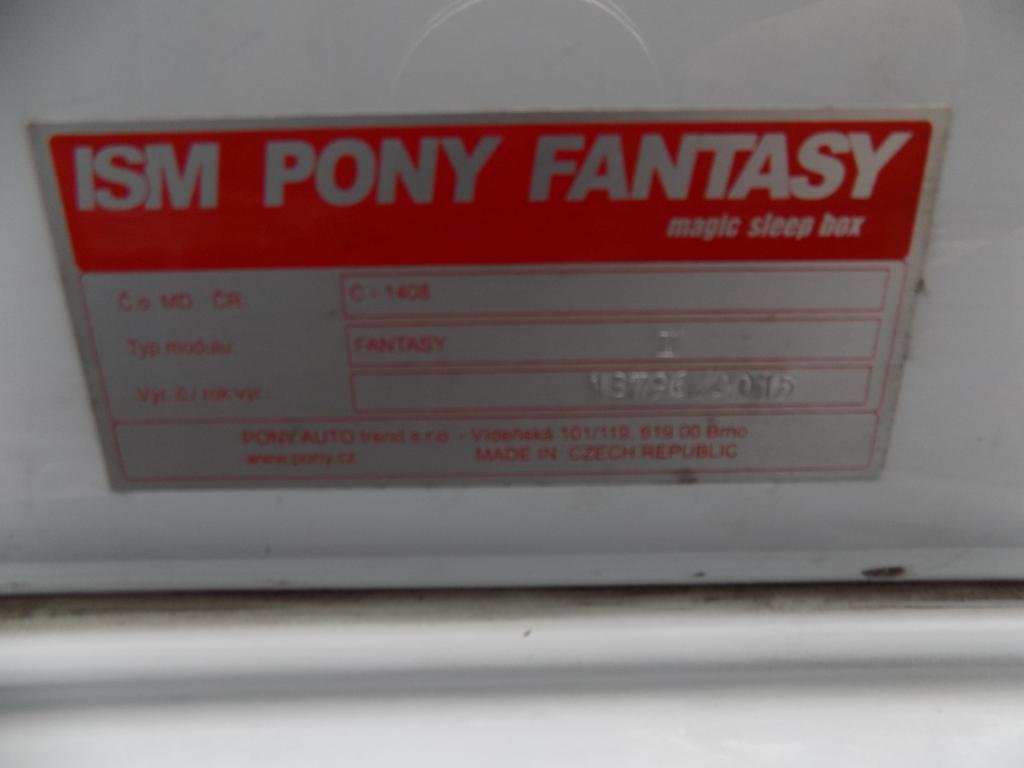 ISM PONY FANTASY
magic sleep box
Č.o. MD ČR: C - 1408
Typ modulu: FANTASY I
Výr. č./ rok výr.: 2015
PONY AUTO trend s.r.o. - Vídeňská 101/119, 619 00 Brno
www.pony.cz MADE IN CZECH REPUBLIC